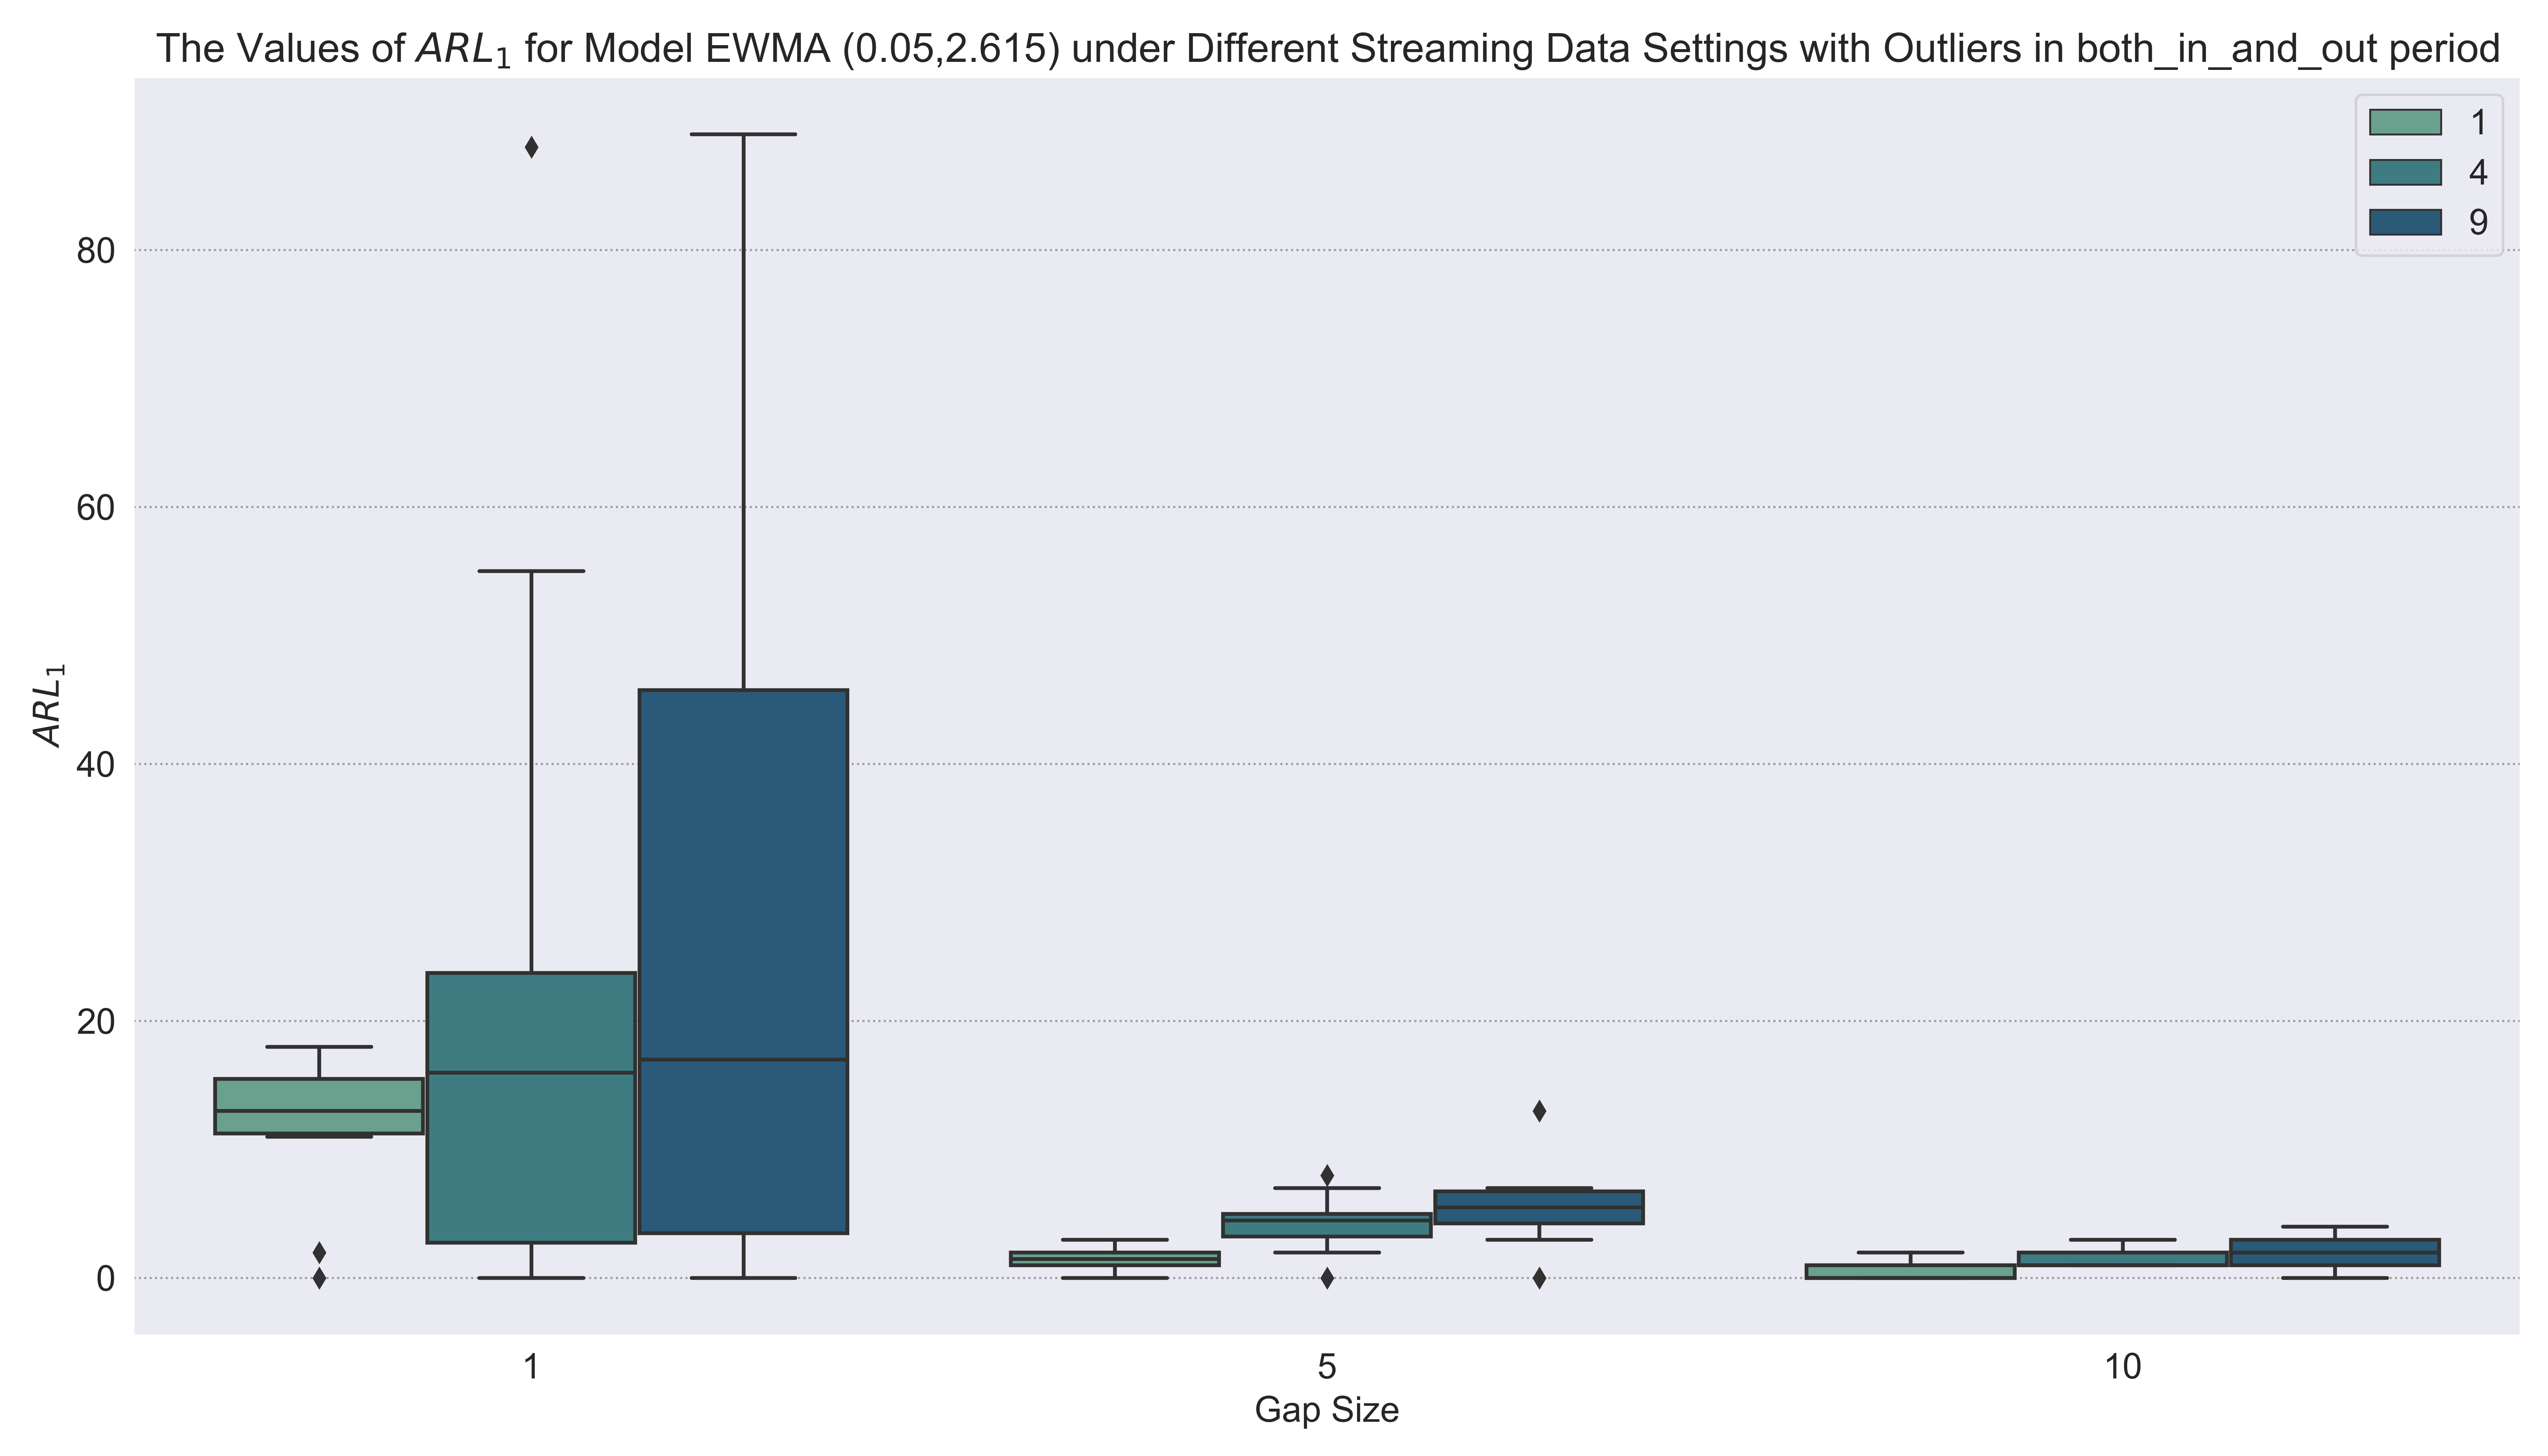 The Values of ARL₁ for Model EWMA (0.05,2.615) under Different Streaming Data Settings with Outliers in both_in_and_out period
1
4
9
80
60
40
20
0
ARL₁
1 5 10
Gap Size